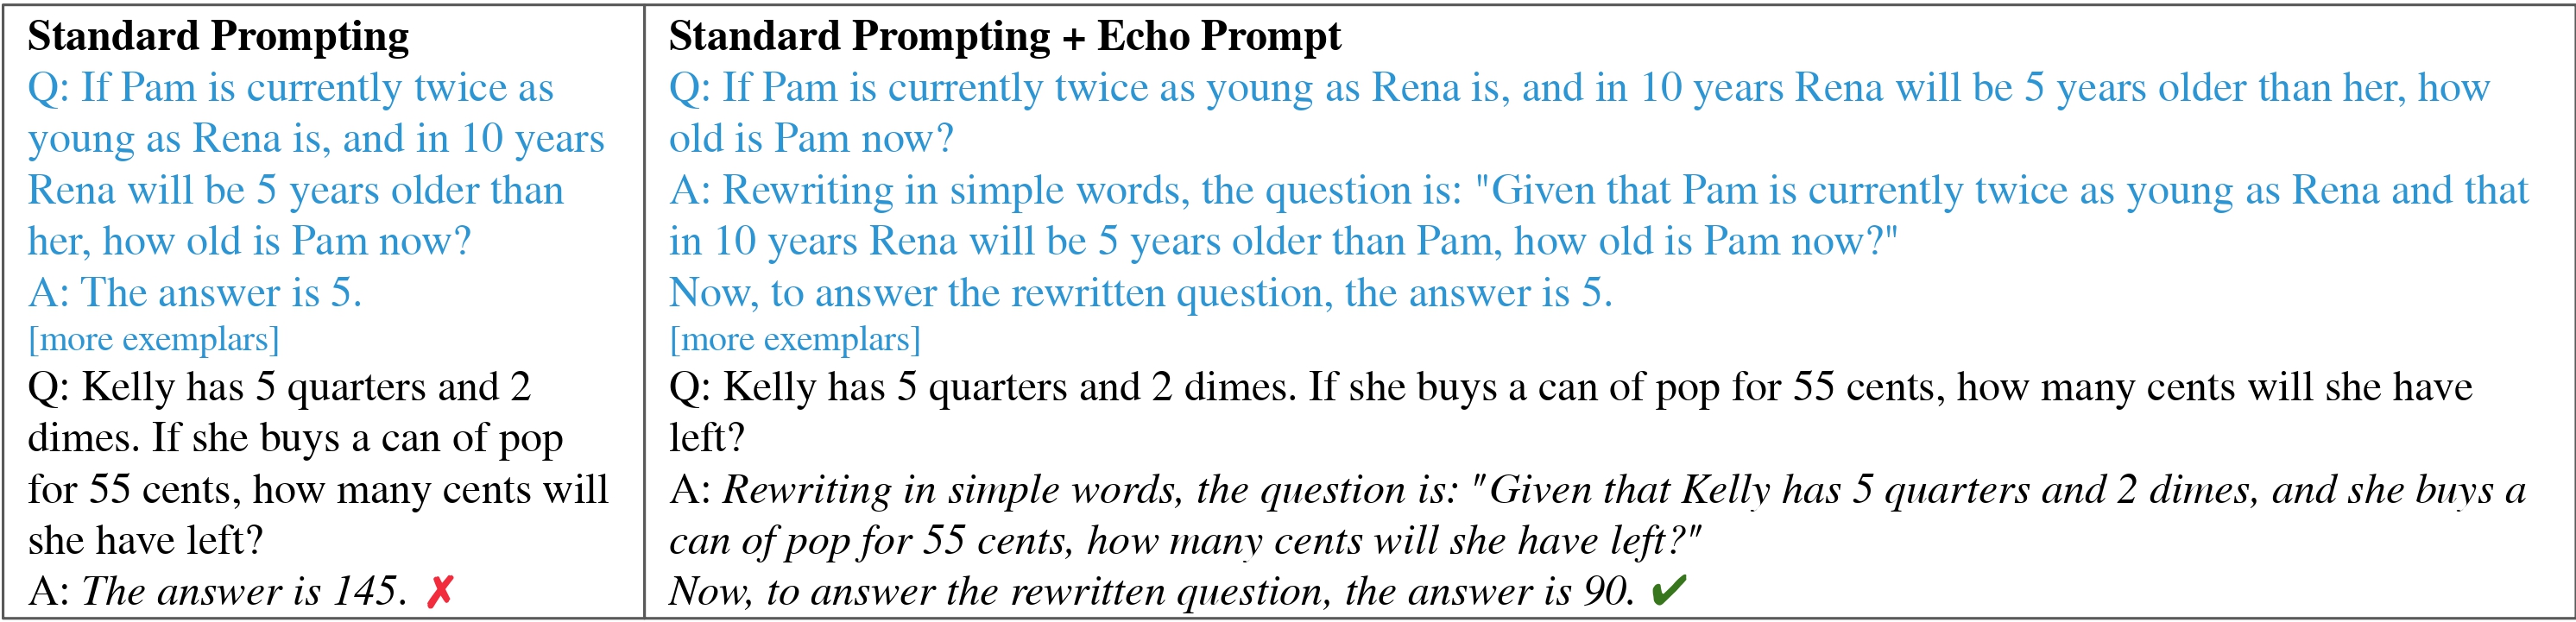 Standard Prompting
Q: If Pam is currently twice as
young as Rena is, and in 10 years
Rena will be 5 years older than
her, how old is Pam now?
A: The answer is 5.
[more exemplars]
Q: Kelly has 5 quarters and 2
dimes. If she buys a can of pop
for 55 cents, how many cents will
she have left?
A: The answer is 145. ✗
Standard Prompting + Echo Prompt
Q: If Pam is currently twice as young as Rena is, and in 10 years Rena will be 5 years older than her, how
old is Pam now?
A: Rewriting in simple words, the question is: "Given that Pam is currently twice as young as Rena and that
in 10 years Rena will be 5 years older than Pam, how old is Pam now?"
Now, to answer the rewritten question, the answer is 5.
[more exemplars]
Q: Kelly has 5 quarters and 2 dimes. If she buys a can of pop for 55 cents, how many cents will she have
left?
A: Rewriting in simple words, the question is: "Given that Kelly has 5 quarters and 2 dimes, and she buys a
can of pop for 55 cents, how many cents will she have left?"
Now, to answer the rewritten question, the answer is 90. ✔